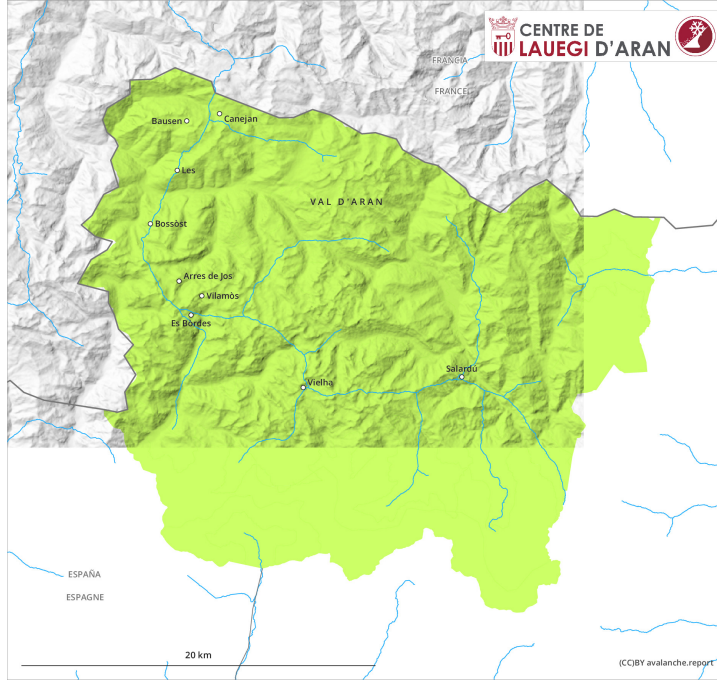 CENTRE DE
LAUEGI D'ARAN
FRANCIA
FRANCE
Canejan
Bausen
Les
VAL D'ARAN
Bossòst
Arres de Jos
Vilamòs
Es Bòrdes
Salardú
Vielha
ESPAÑA
ESPAGNE
20 km
(CC)BY avalanche.report